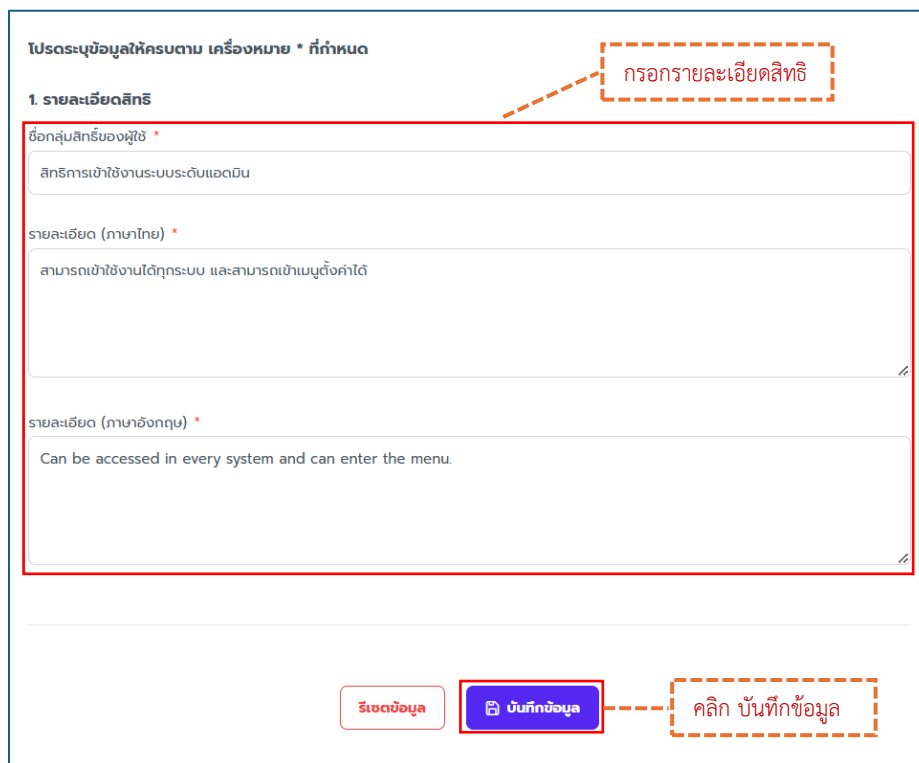 โปรดระบุข้อมูลให้ครบตาม เครื่องหมาย * ที่กำหนด
กรอกรายละเอียดสิทธิ
1. รายละเอียดสิทธิ
ชื่อกลุ่มสิทธิ์ของผู้ใช้ *
สิทธิการเข้าใช้งานระบบระดับแอดมิน
รายละเอียด (ภาษาไทย) *
สามารถเข้าใช้งานได้ทุกระบบ และสามารถเข้าเมนูตั้งค่าได้
รายละเอียด (ภาษาอังกฤษ) *
Can be accessed in every system and can enter the menu.
รีเซตข้อมูล
บันทึกข้อมูล
คลิก บันทึกข้อมูล